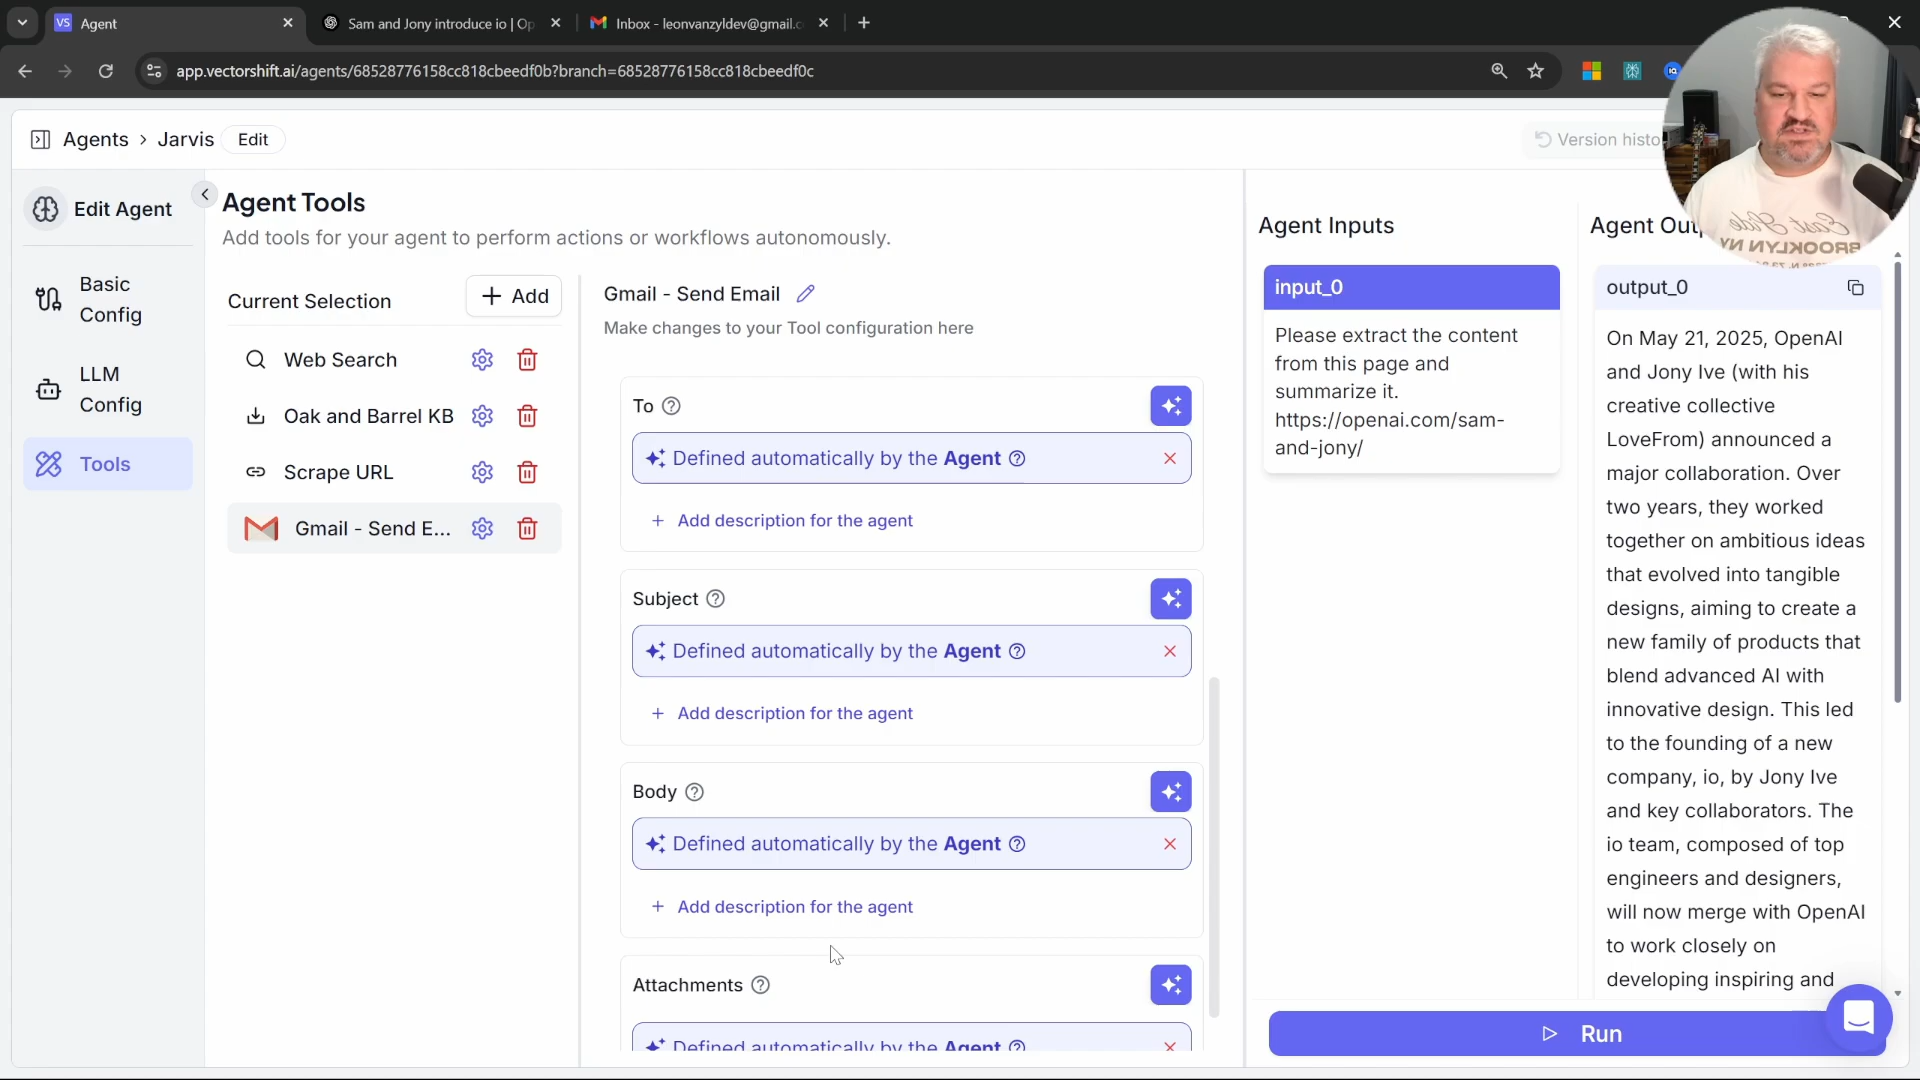 VS Agent
Sam and Jony introduce io | Op
Inbox - leonvanzyldev@gmail.c
app.vectorshift.ai/agents/68528776158cc818cbeedf0b?branch=68528776158cc818cbeedf0c
Agents > Jarvis Edit
Version histo
Edit Agent
Basic
Config
LLM
Config
Tools
Agent Tools
Add tools for your agent to perform actions or workflows autonomously.
Current Selection
+ Add
Web Search
Oak and Barrel KB
Scrape URL
Gmail - Send E...
Gmail - Send Email
Make changes to your Tool configuration here
To
Defined automatically by the Agent
+ Add description for the agent
Subject
Defined automatically by the Agent
+ Add description for the agent
Body
Defined automatically by the Agent
+ Add description for the agent
Attachments
Defined automatically by the Agent
Agent Inputs
input_0
Please extract the content
from this page and
summarize it.
https://openai.com/sam-
and-jony/
Agent Out
output_0
On May 21, 2025, OpenAI
and Jony Ive (with his
creative collective
LoveFrom) announced a
major collaboration. Over
two years, they worked
together on ambitious ideas
that evolved into tangible
designs, aiming to create a
new family of products that
blend advanced AI with
innovative design. This led
to the founding of a new
company, io, by Jony Ive
and key collaborators. The
io team, composed of top
engineers and designers,
will now merge with OpenAI
to work closely on
developing inspiring and
Run
East Side
BROOKLYN NY